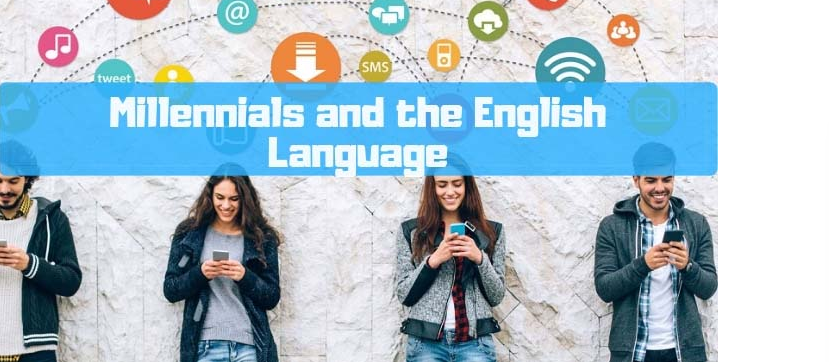 @
tweet
SMS
Millennials and the English
Language